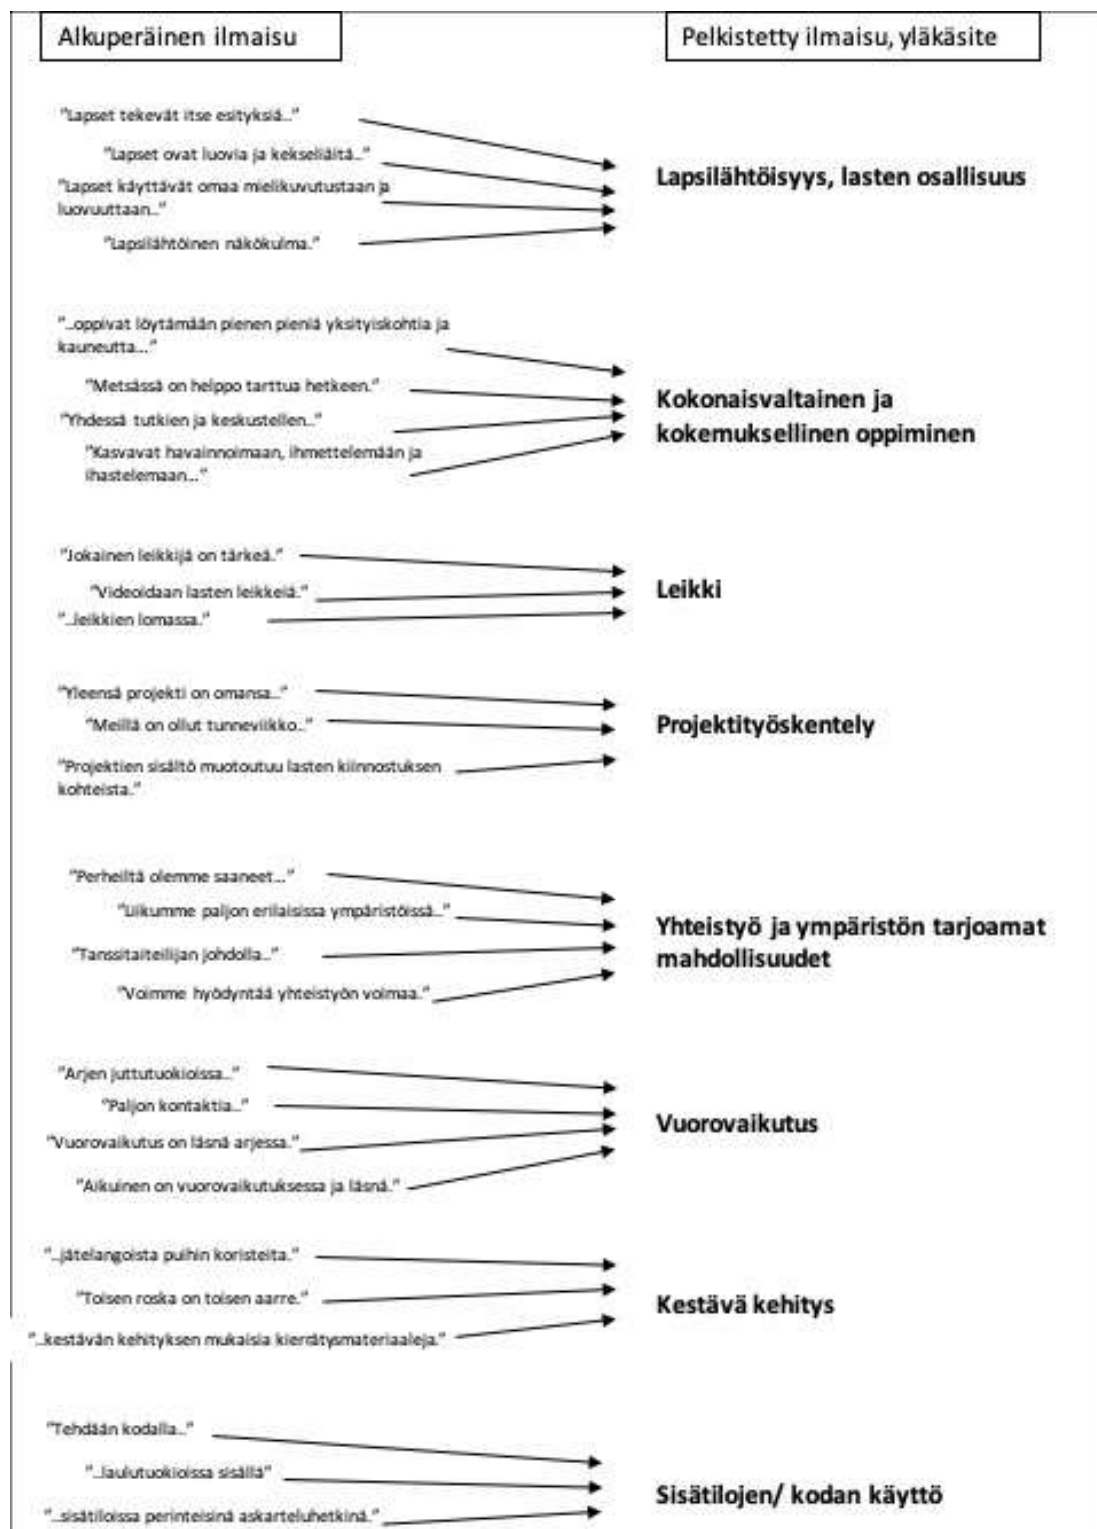 Alkuperäinen ilmaisu
Pelkistetty ilmaisu, yläkäsite
"Lapset tekevät itse esityksiä.."
"Lapset ovat luovia ja kekseliäitä.."
"Lapset käyttävät omaa mielikuvutustaan ja
luovuuttaan.."
"Lapsilähtöinen näkökulma."
Lapsilähtöisyys, lasten osallisuus
"..oppivat löytämään pienen pieniä yksityiskohtia ja
kauneutta..."
"Metsässä on helppo tarttua hetkeen."
"Yhdessä tutkien ja keskustellen.."
"Kasvavat havainnoimaan, ihmettelemään ja
ihastelemaan..."
Kokonaisvaltainen ja
kokemuksellinen oppiminen
"Jokainen leikkijä on tärkeä."
"Videoidaan lasten leikkejä."
"..leikkien lomassa."
Leikki
"Yleensä projekti on omansa.."
"Meillä on ollut tunneviikko.."
"Projektien sisältö muotoutuu lasten kiinnostuksen
kohteista."
Projektityöskentely
"Perheiltä olemme saaneet..."
"Liikumme paljon erilaisissa ympäristöissä.."
"Tanssitaiteilijan johdolla.."
"Voimme hyödyntää yhteistyön voimaa."
Yhteistyö ja ympäristön tarjoamat
mahdollisuudet
"Arjen juttutuokioissa.."
"Paljon kontaktia.."
"Vuorovaikutus on läsnä arjessa."
"Aikuinen on vuorovaikutuksessa ja läsnä."
Vuorovaikutus
"..jätelangoista puihin koristeita."
"Toisen roska on toisen aarre."
"..kestävän kehityksen mukaisia kierrätysmateriaaleja."
Kestävä kehitys
"Tehdään kodalla.."
"..laulutuokioissa sisällä"
"..sisätiloissa perinteisinä askarteluhetkinä."
Sisätilojen/ kodan käyttö